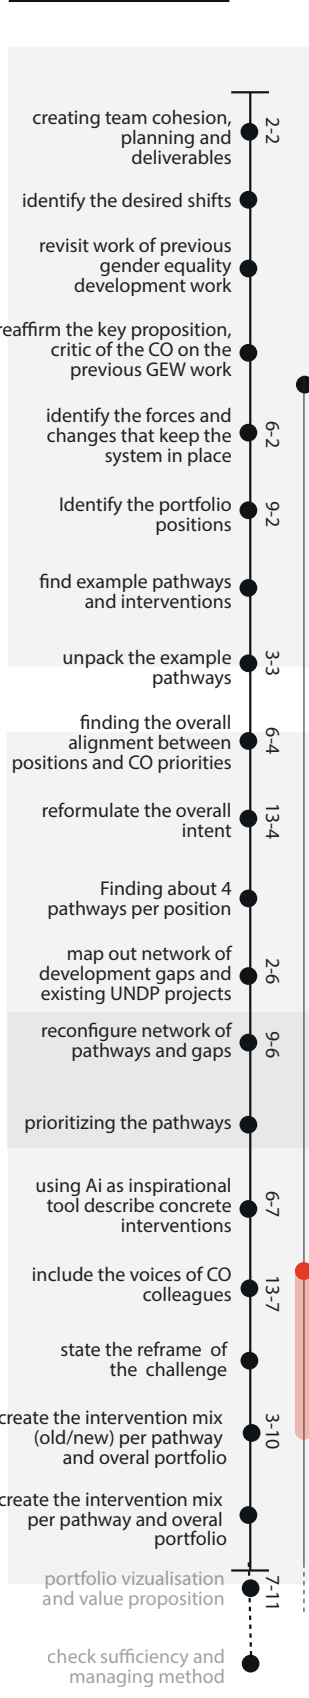 creating team cohesion,
planning and
deliverables
2-2
identify the desired shifts
revisit work of previous
gender equality
development work
reaffirm the key proposition,
critic of the CO on the
previous GEW work
identify the forces and
changes that keep the
system in place
6-2
Identify the portfolio
positions
9-2
find example pathways
and interventions
unpack the example
pathways
3-3
finding the overall
alignment between
positions and CO priorities
6-4
reformulate the overall
intent
13-4
Finding about 4
pathways per position
map out network of
development gaps and
existing UNDP projects
2-6
reconfigure network of
pathways and gaps
9-6
prioritizing the pathways
using Ai as inspirational
tool describe concrete
interventions
6-7
include the voices of CO
colleagues
13-7
state the reframe of
the challenge
create the intervention mix
(old/new) per pathway
and overal portfolio
3-10
create the intervention mix
per pathway and overal
portfolio
portfolio vizualisation
and value proposition
7-11
check sufficiency and
managing method